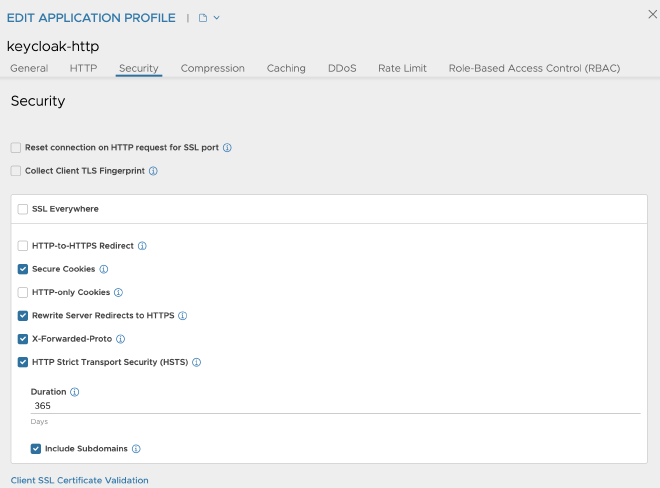 EDIT APPLICATION PROFILE |
keycloak-http
General HTTP Security Compression Caching DDoS Rate Limit Role-Based Access Control (RBAC)
Security
Reset connection on HTTP request for SSL port
Collect Client TLS Fingerprint
SSL Everywhere
HTTP-to-HTTPS Redirect
Secure Cookies
HTTP-only Cookies
Rewrite Server Redirects to HTTPS
X-Forwarded-Proto
HTTP Strict Transport Security (HSTS)
Duration
365
Days
Include Subdomains
Client SSL Certificate Validation